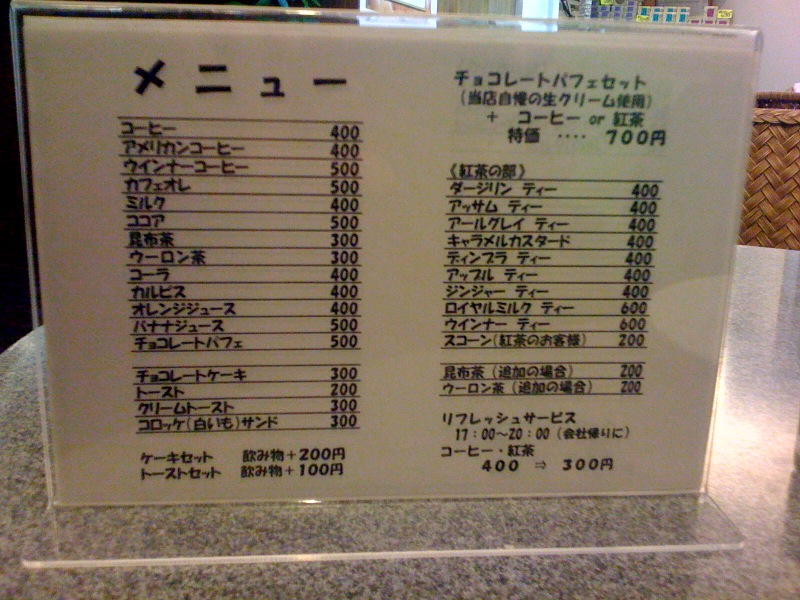 メニュー
コーヒー 400
アメリカンコーヒー 400
ウインナーコーヒー 500
カフェオレ 500
ミルク 400
ココア 500
昆布茶 300
ウーロン茶 300
コーラ 400
カルピス 400
オレンジジュース 400
バナナジュース 500
チョコレートパフェ 500
チョコレートケーキ 300
トースト 200
クリームトースト 300
コロッケ(白いも)サンド 300
ケーキセット 飲み物+200円
トーストセット 飲み物+100円
チョコレートパフェセット
(当店自慢の生クリーム使用)
+ コーヒー or 紅茶
特価 ‥‥ 700円
《紅茶の部》
ダージリン ティー 400
アッサム ティー 400
アールグレイ ティー 400
キャラメルカスタード 400
ディンブラ ティー 400
アップル ティー 400
ジンジャー ティー 400
ロイヤルミルク ティー 600
ウインナー ティー 600
スコーン(紅茶のお客様) 200
昆布茶(追加の場合) 200
ウーロン茶(追加の場合) 200
リフレッシュサービス
17:00~20:00(会社帰りに)
コーヒー・紅茶
400 ⇒ 300円